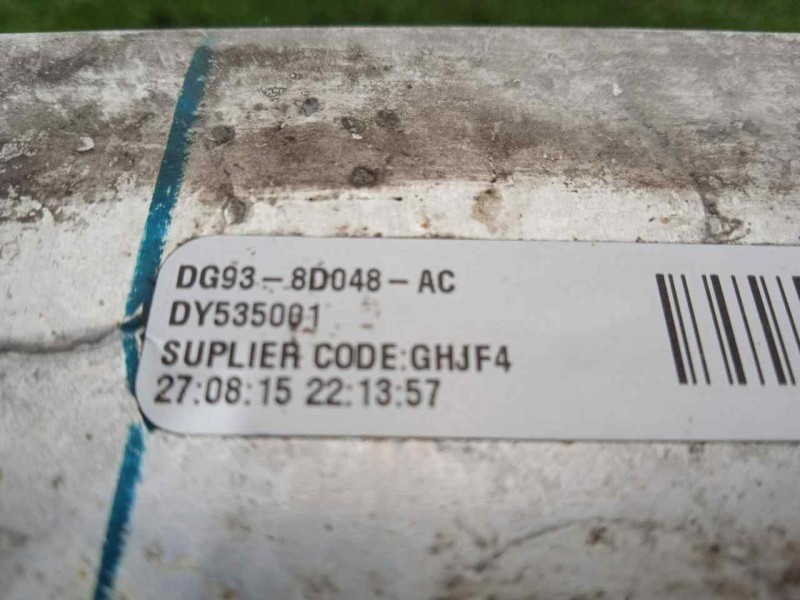 DG93-8D048-AC
DY535001
SUPLIER CODE:GHJF4
27:08:15 22:13:57